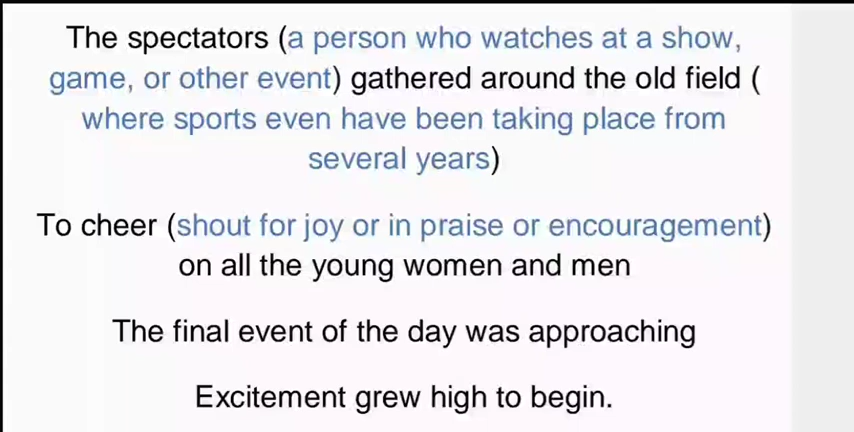 The spectators (a person who watches at a show,
game, or other event) gathered around the old field (
where sports even have been taking place from
several years)
To cheer (shout for joy or in praise or encouragement)
on all the young women and men
The final event of the day was approaching
Excitement grew high to begin.